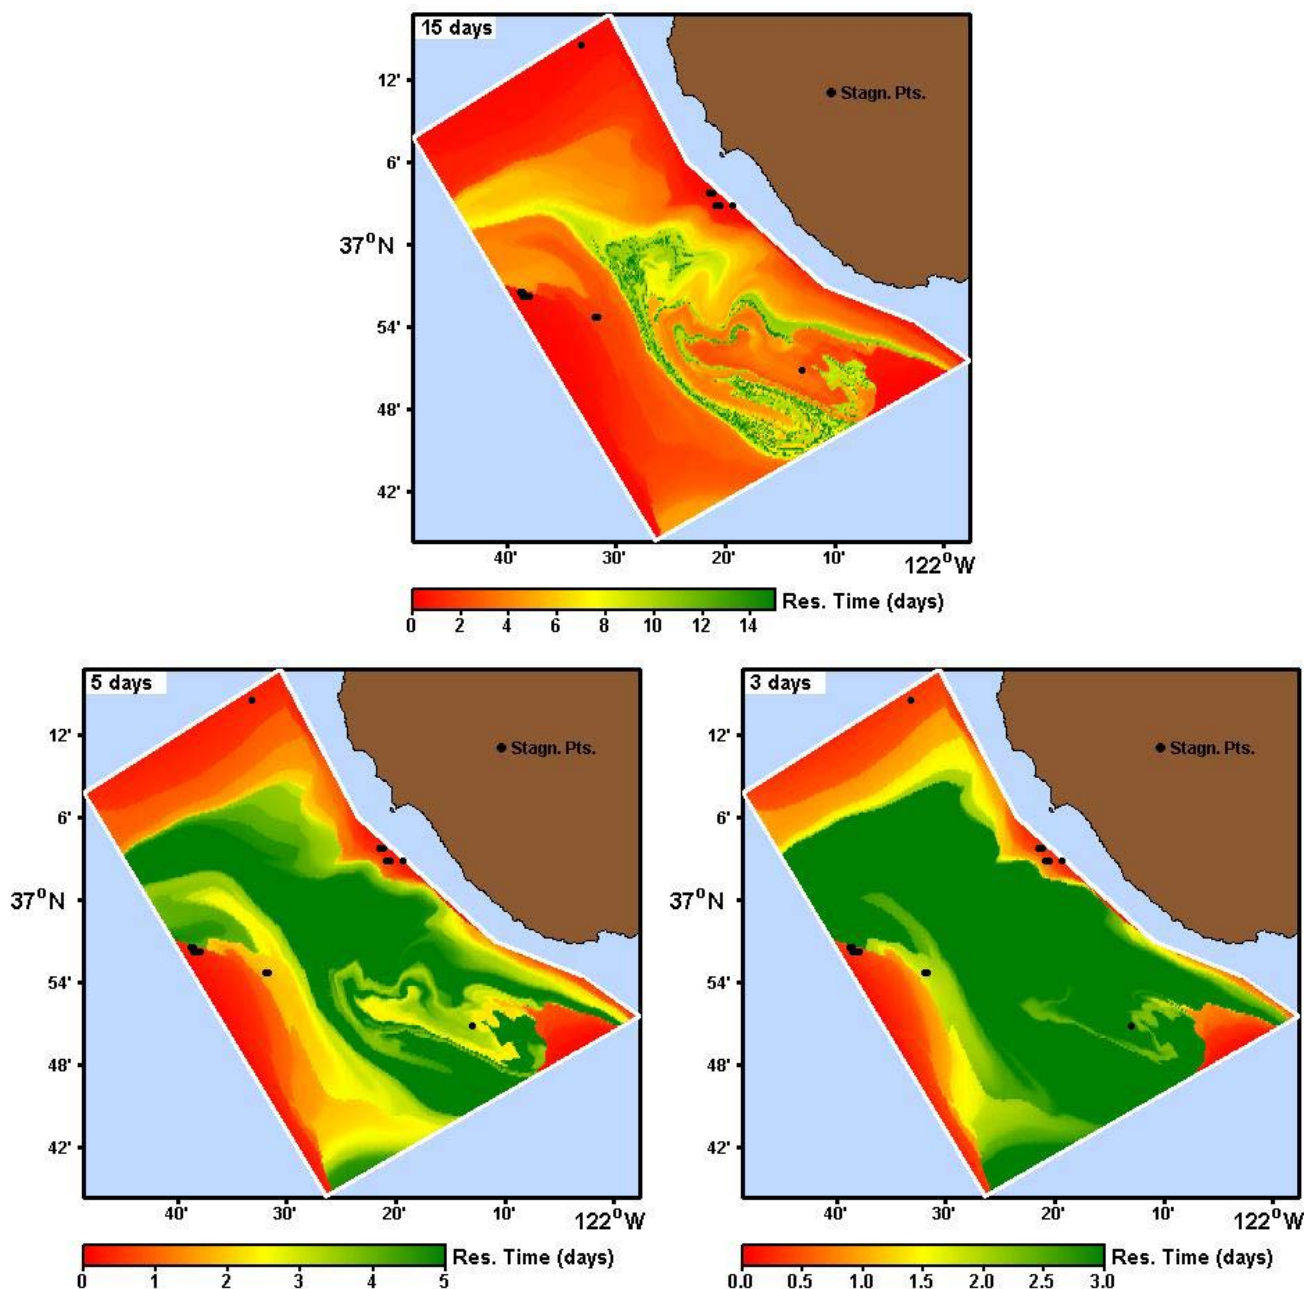 15 days
Stagn. Pts.
12'
6'
37°N
54'
48'
42'
40' 30' 20' 10' 122°W
Res. Time (days)
0 2 4 6 8 10 12 14
5 days
Stagn. Pts.
12'
6'
37°N
54'
48'
42'
40' 30' 20' 10' 122°W
Res. Time (days)
0 1 2 3 4 5
3 days
Stagn. Pts.
12'
6'
37°N
54'
48'
42'
40' 30' 20' 10' 122°W
Res. Time (days)
0.0 0.5 1.0 1.5 2.0 2.5 3.0